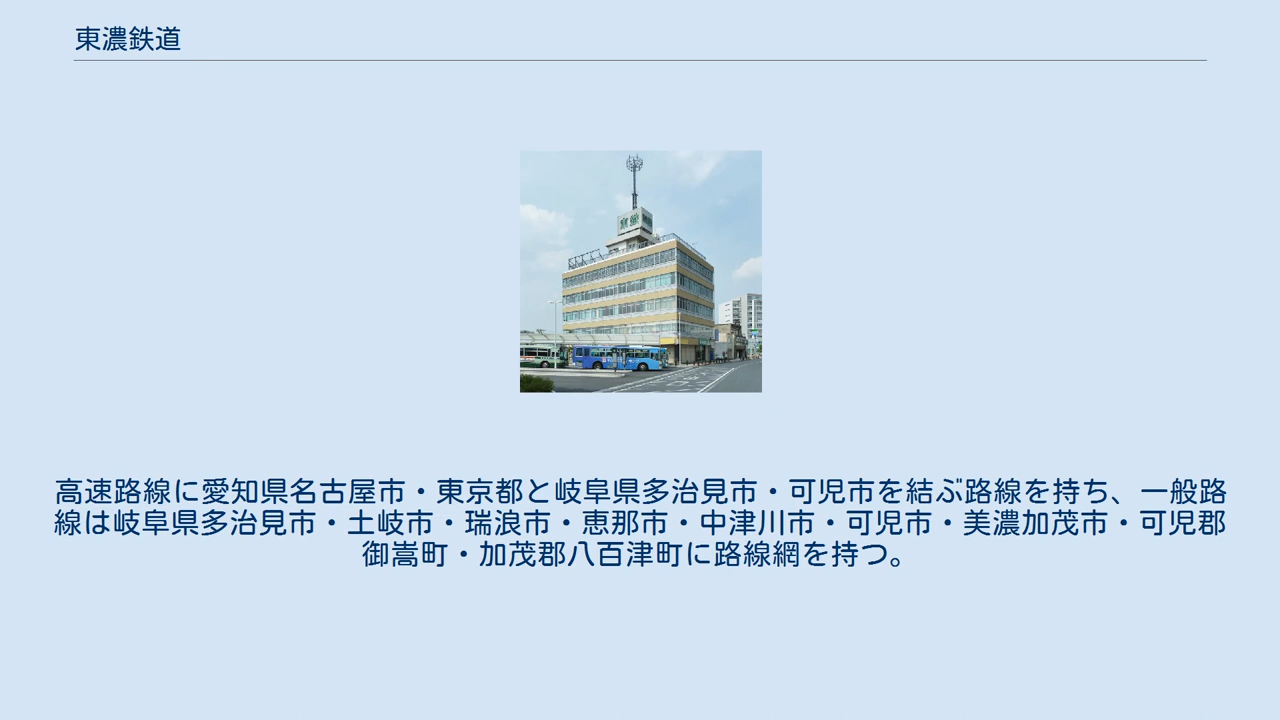 東濃鉄道
高速路線に愛知県名古屋市・東京都と岐阜県多治見市・可児市を結ぶ路線を持ち、一般路
線は岐阜県多治見市・土岐市・瑞浪市・恵那市・中津川市・可児市・美濃加茂市・可児郡
御嵩町・加茂郡八百津町に路線網を持つ。